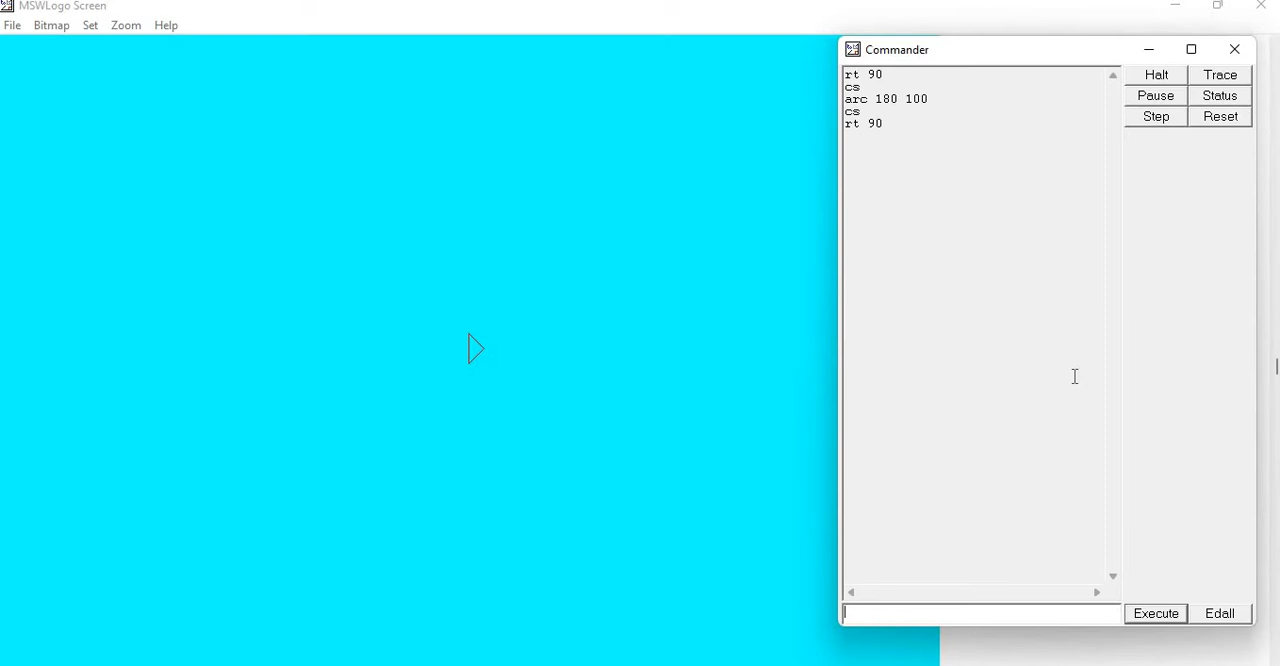 MSWLogo Screen
File Bitmap Set Zoom Help
Commander
rt 90
cs
arc 180 100
cs
rt 90
Halt Trace
Pause Status
Step Reset
Execute Edall